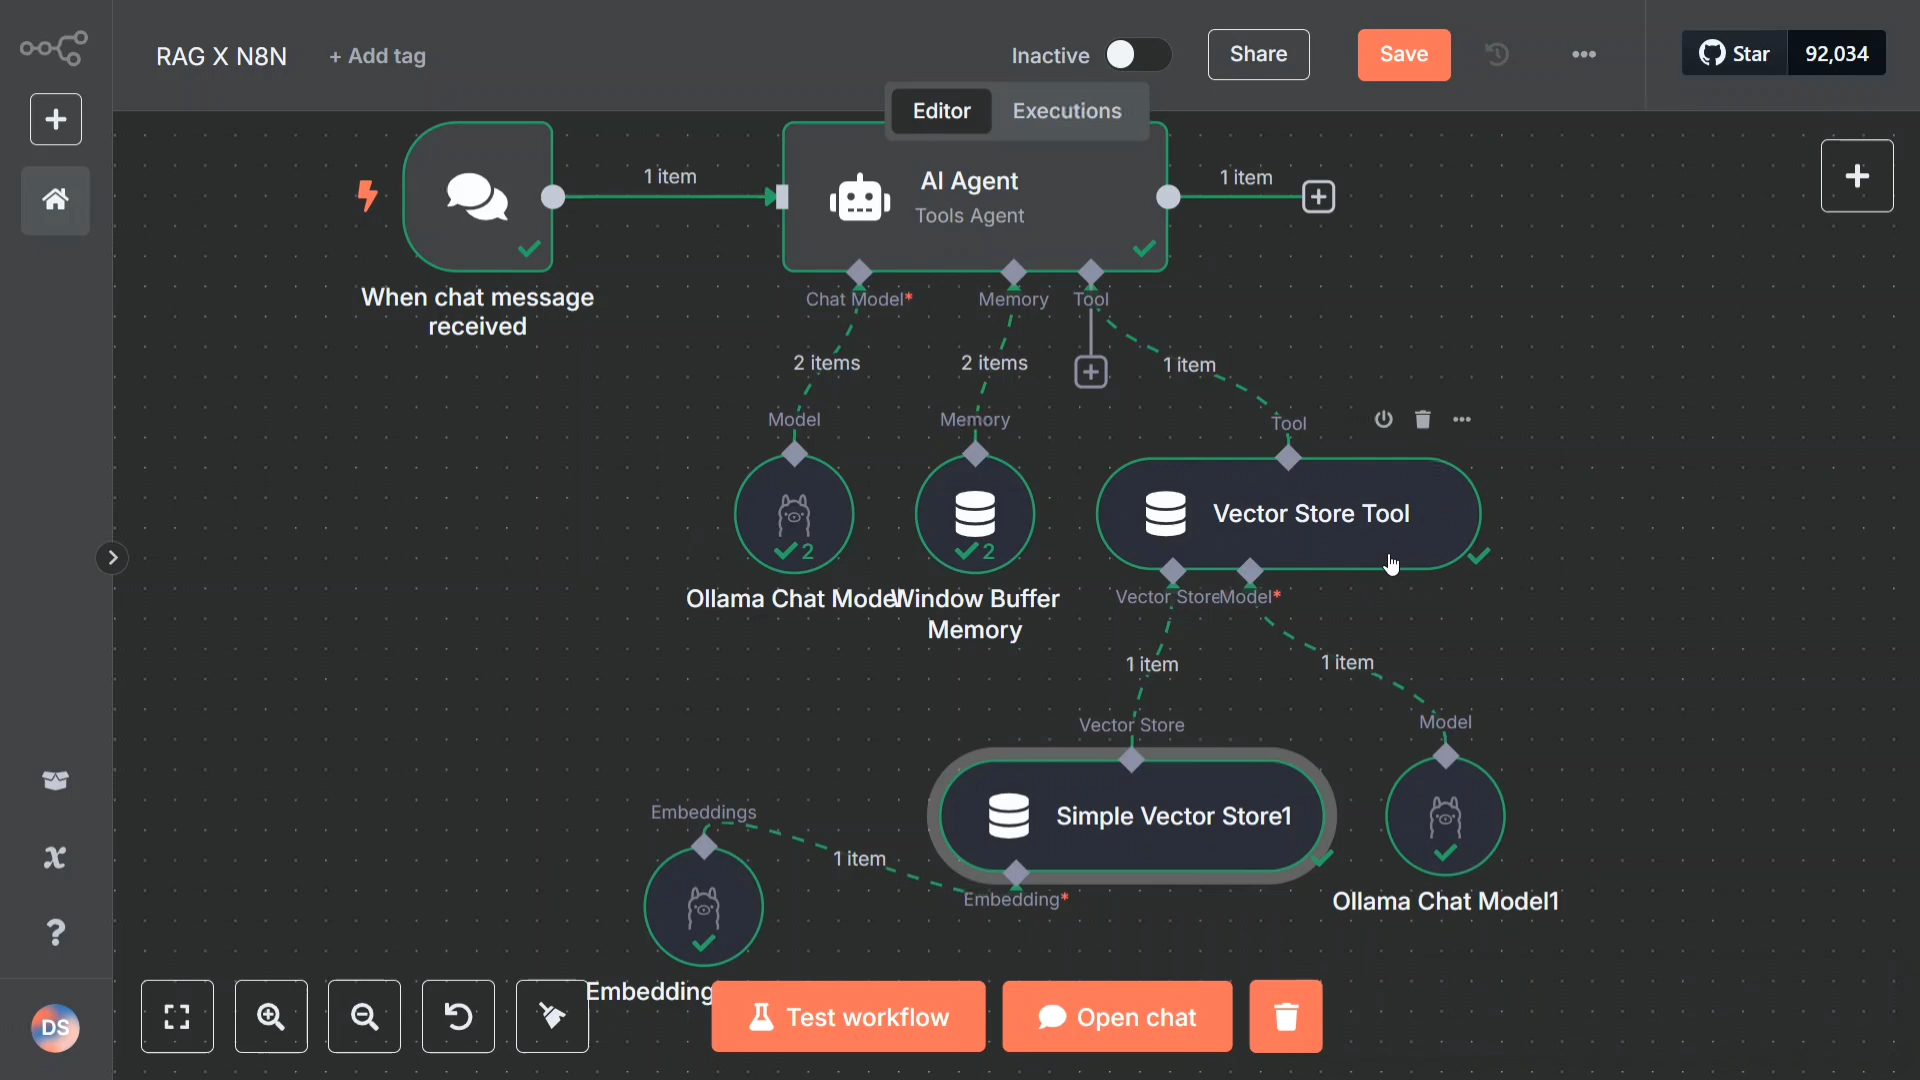 RAG X N8N
+ Add tag
Inactive
Share
Save
Star
92,034
Editor
Executions
1 item
AI Agent
Tools Agent
1 item
When chat message
received
Chat Model*
Memory
Tool
2 items
2 items
1 item
Model
Memory
Tool
2
2
Vector Store Tool
Ollama Chat Model
Window Buffer
Memory
Vector Store
Model*
1 item
1 item
Vector Store
Model
Embeddings
1 item
Simple Vector Store1
Embedding*
Ollama Chat Model1
Embedding
Test workflow
Open chat
DS